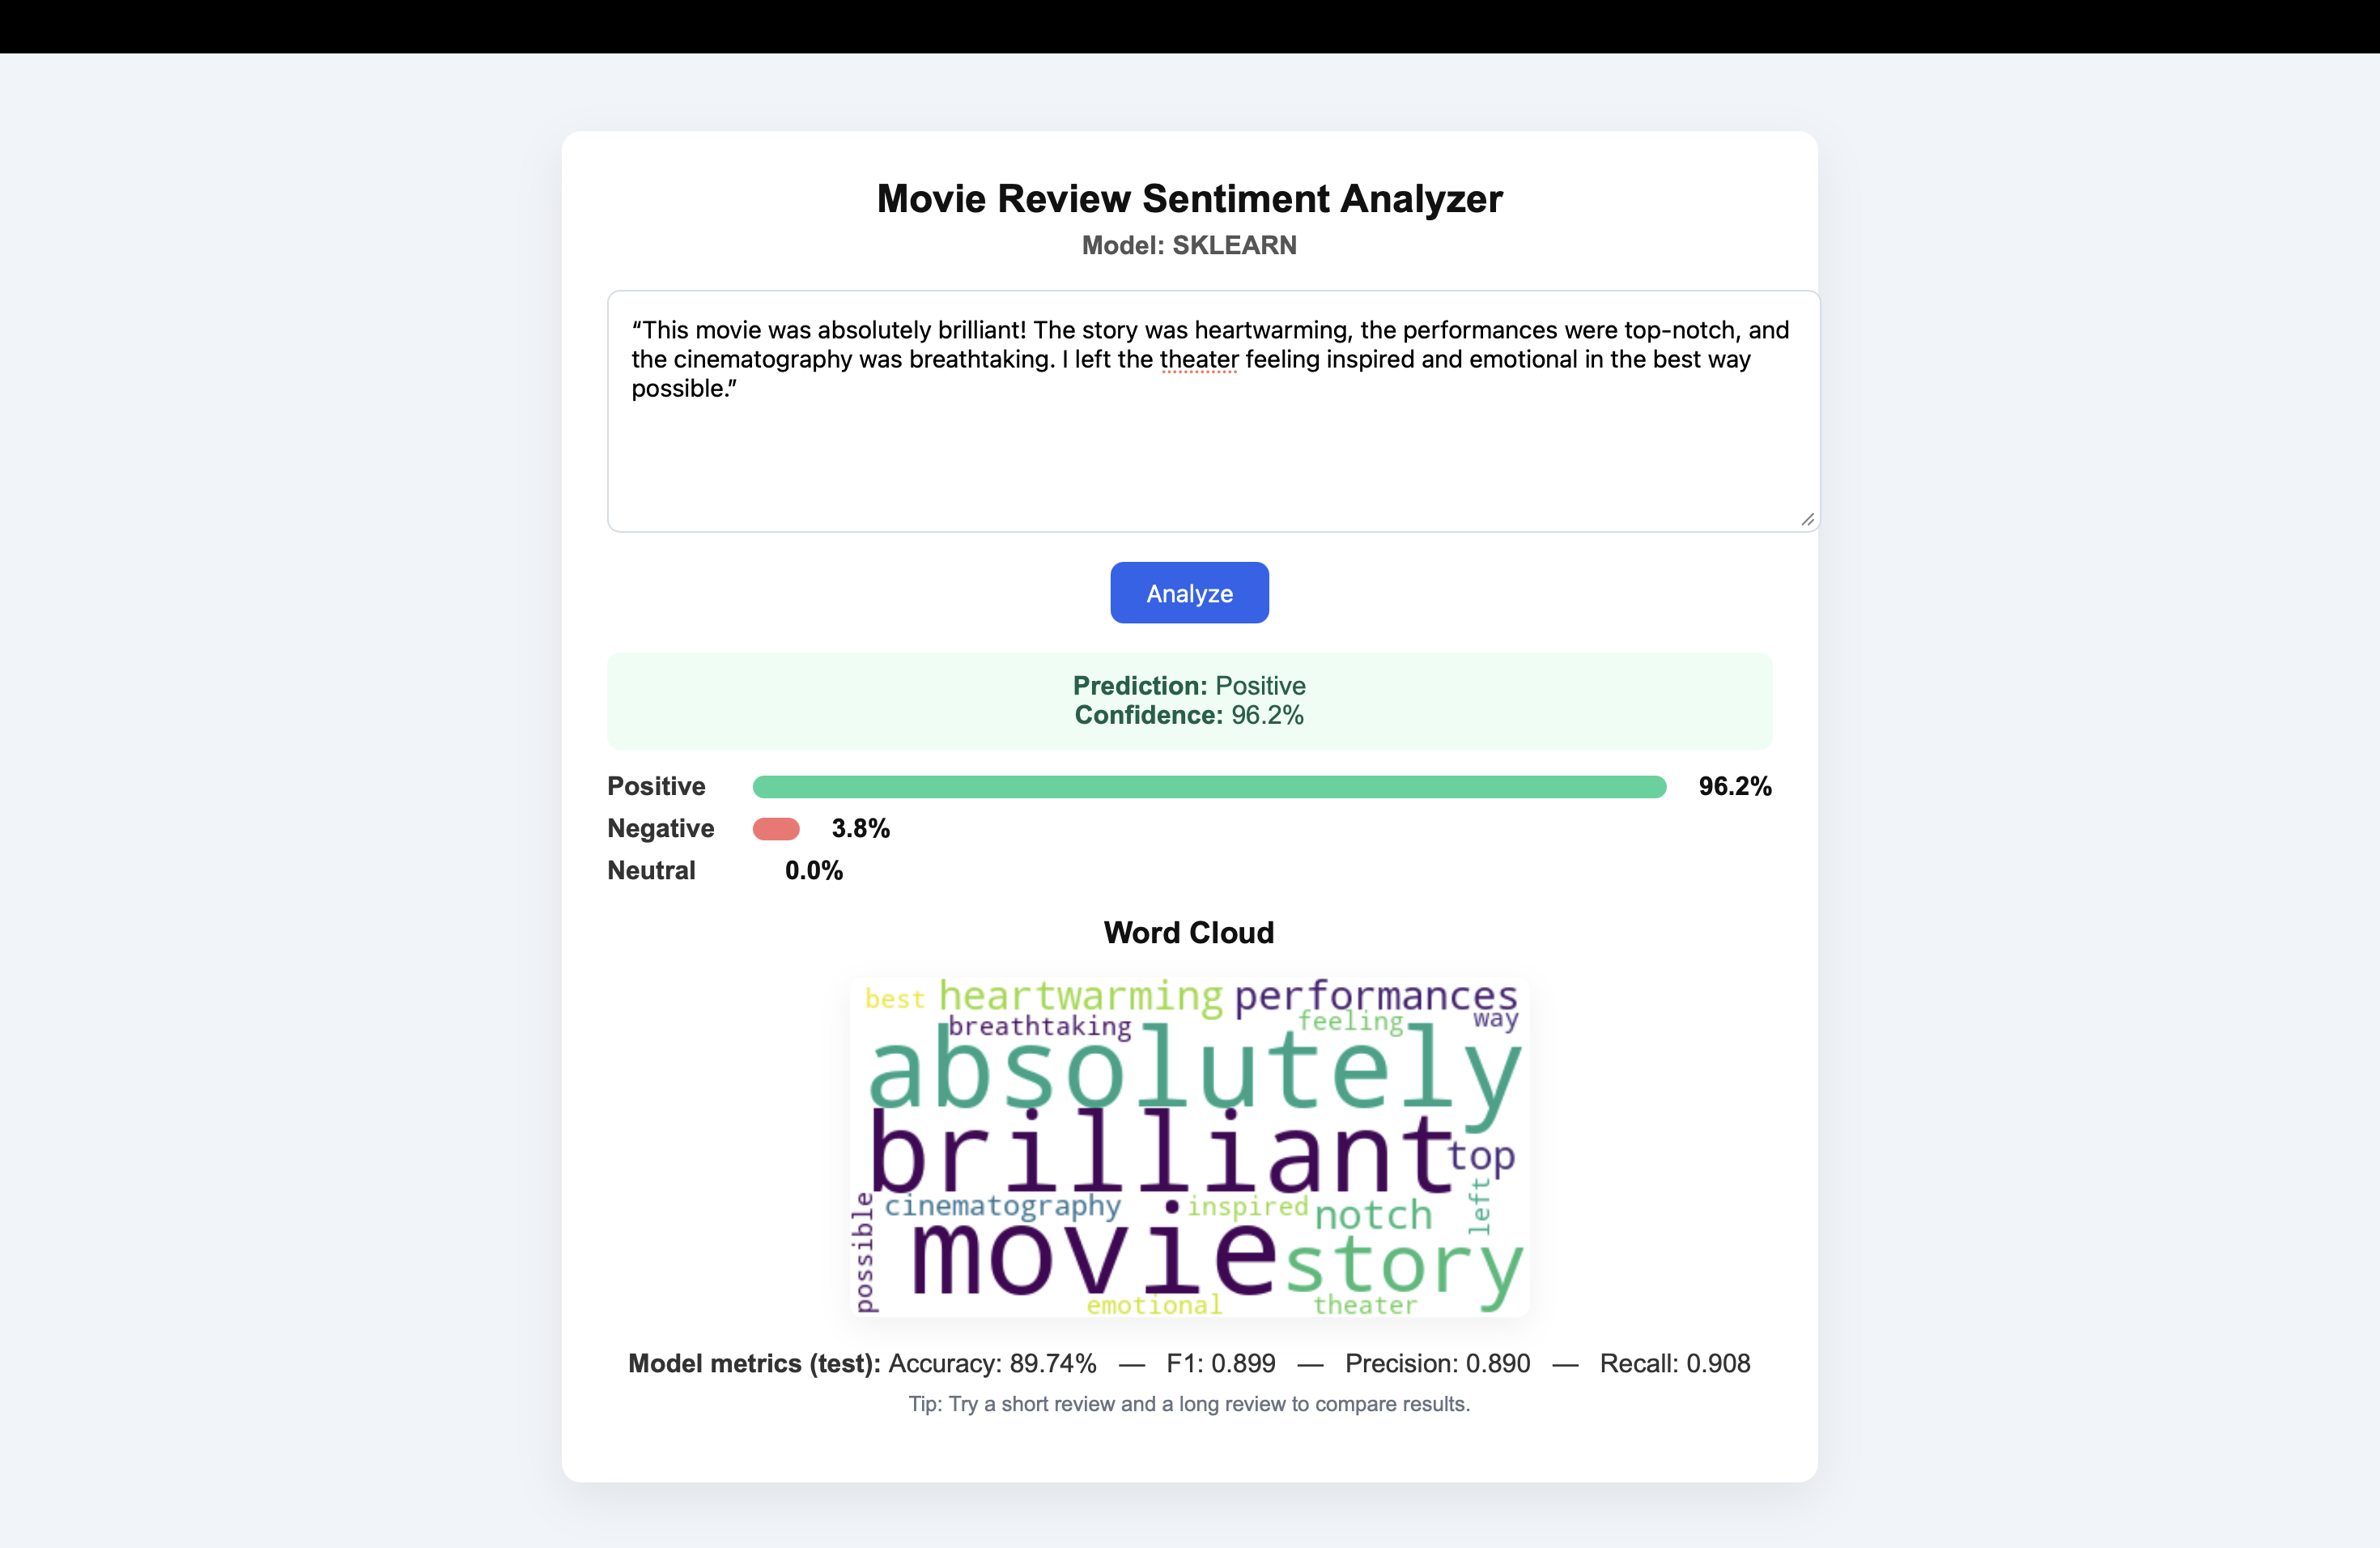 Movie Review Sentiment Analyzer
Model: SKLEARN
“This movie was absolutely brilliant! The story was heartwarming, the performances were top-notch, and
the cinematography was breathtaking. I left the theater feeling inspired and emotional in the best way
possible.”
Analyze
Prediction: Positive
Confidence: 96.2%
Positive 96.2%
Negative 3.8%
Neutral 0.0%
Word Cloud
best heartwarming performances
breathtaking feeling way
absolutely
brilliant top
possible cinematography inspired notch left
movie story
emotional theater
Model metrics (test): Accuracy: 89.74% — F1: 0.899 — Precision: 0.890 — Recall: 0.908
Tip: Try a short review and a long review to compare results.